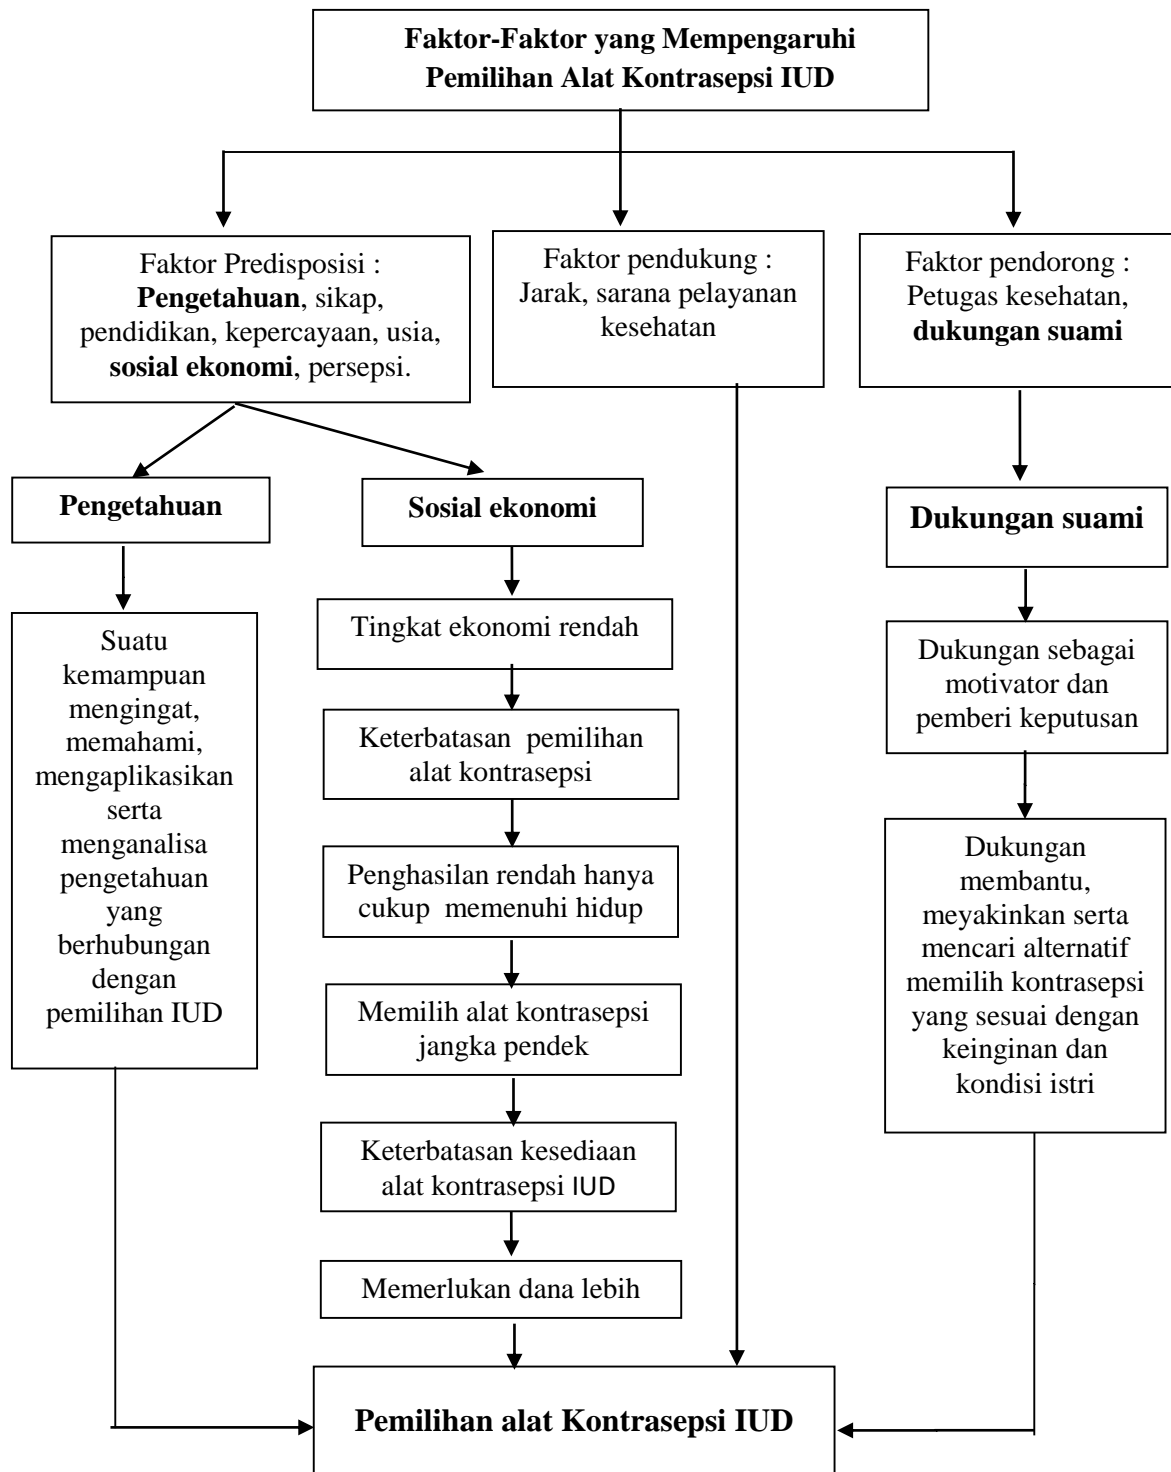 Faktor-Faktor yang Mempengaruhi
Pemilihan Alat Kontrasepsi IUD
Faktor Predisposisi :
Pengetahuan, sikap,
pendidikan, kepercayaan, usia,
sosial ekonomi, persepsi.
Faktor pendukung :
Jarak, sarana pelayanan
kesehatan
Faktor pendorong :
Petugas kesehatan,
dukungan suami
Pengetahuan
Sosial ekonomi
Dukungan suami
Suatu
kemampuan
mengingat,
memahami,
mengaplikasikan
serta
menganalisa
pengetahuan
yang
berhubungan
dengan
pemilihan IUD
Tingkat ekonomi rendah
Keterbatasan pemilihan
alat kontrasepsi
Penghasilan rendah hanya
cukup memenuhi hidup
Memilih alat kontrasepsi
jangka pendek
Keterbatasan kesediaan
alat kontrasepsi IUD
Memerlukan dana lebih
Dukungan sebagai
motivator dan
pemberi keputusan
Dukungan
membantu,
meyakinkan serta
mencari alternatif
memilih kontrasepsi
yang sesuai dengan
keinginan dan
kondisi istri
Pemilihan alat Kontrasepsi IUD